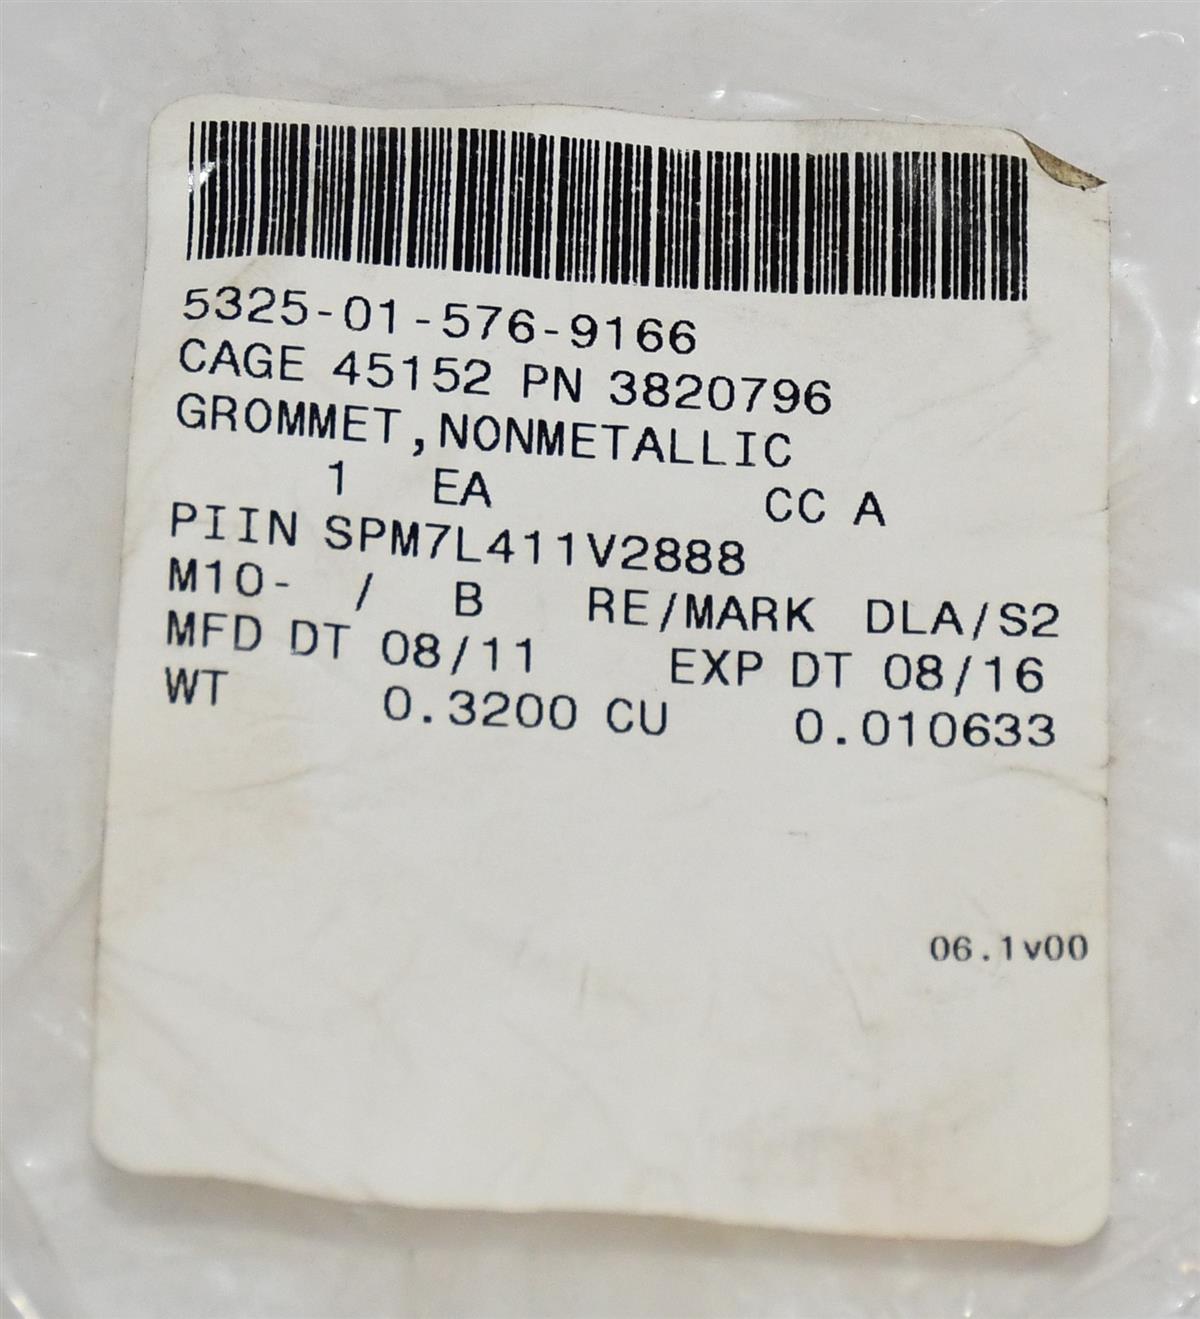 5325-01-576-9166
CAGE 45152 PN 3820796
GROMMET,NONMETALLIC
1 EA CC A
PIIN SPM7L411V2888
M10- / B RE/MARK DLA/S2
MFD DT 08/11 EXP DT 08/16
WT 0.3200 CU 0.010633
06.1v00